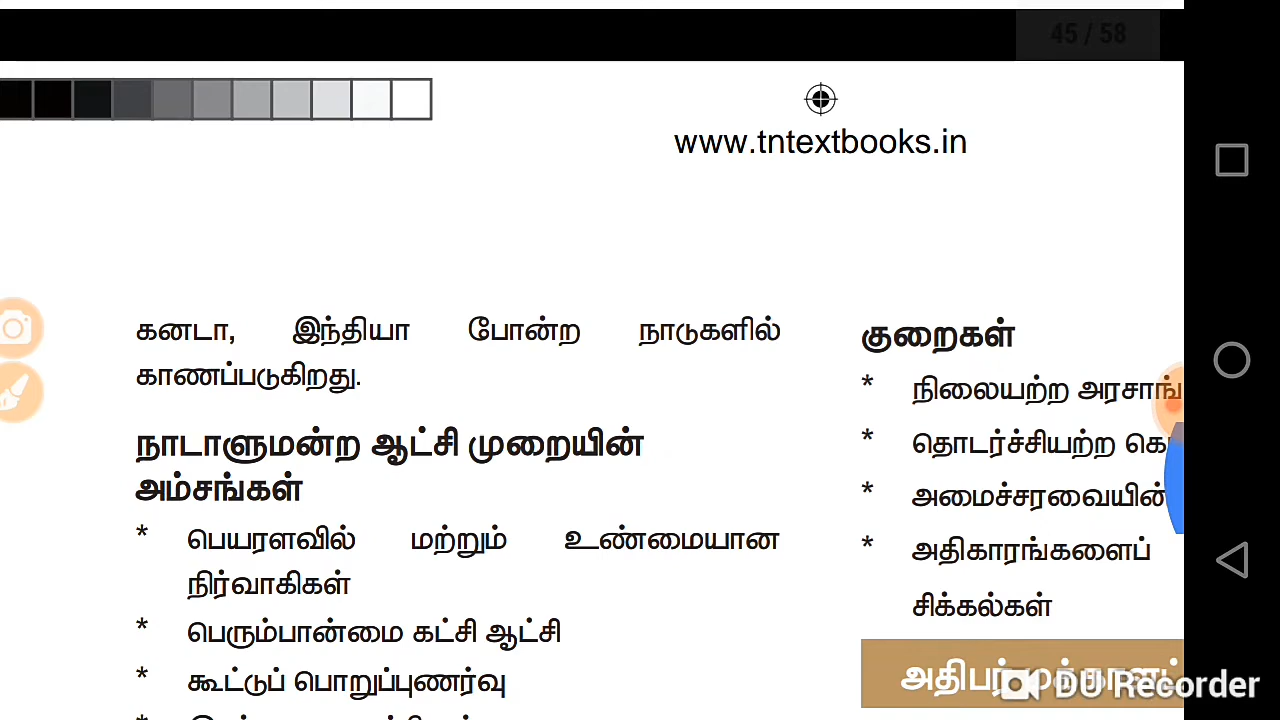 45 / 58
www.tntextbooks.in
கனடா, இந்தியா போன்ற நாடுகளில்
காணப்படுகிறது.
நாடாளுமன்ற ஆட்சி முறையின்
அம்சங்கள்
* பெயரளவில் மற்றும் உண்மையான
நிர்வாகிகள்
* பெரும்பான்மை கட்சி ஆட்சி
* கூட்டுப் பொறுப்புணர்வு
குறைகள்
* நிலையற்ற
* தொடர்ச்சியற்ற
* அமைச்சரவையின்
* அதிகாரங்களைப்
சிக்கல்கள்
DU Recorder